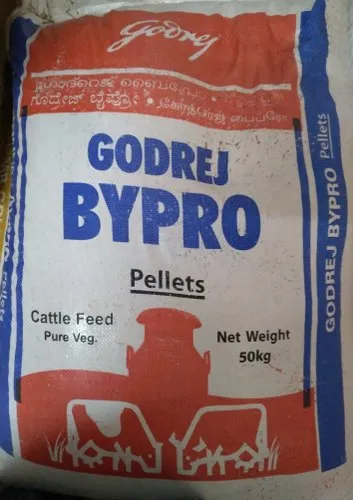 Godrej
ಗೋದ್ರೇಜ್ ಬೈಪ್ರೋ
GODREJ
BYPRO
Pellets
Cattle Feed
Pure Veg.
Net Weight
50kg
GODREJ BYPRO Pellets